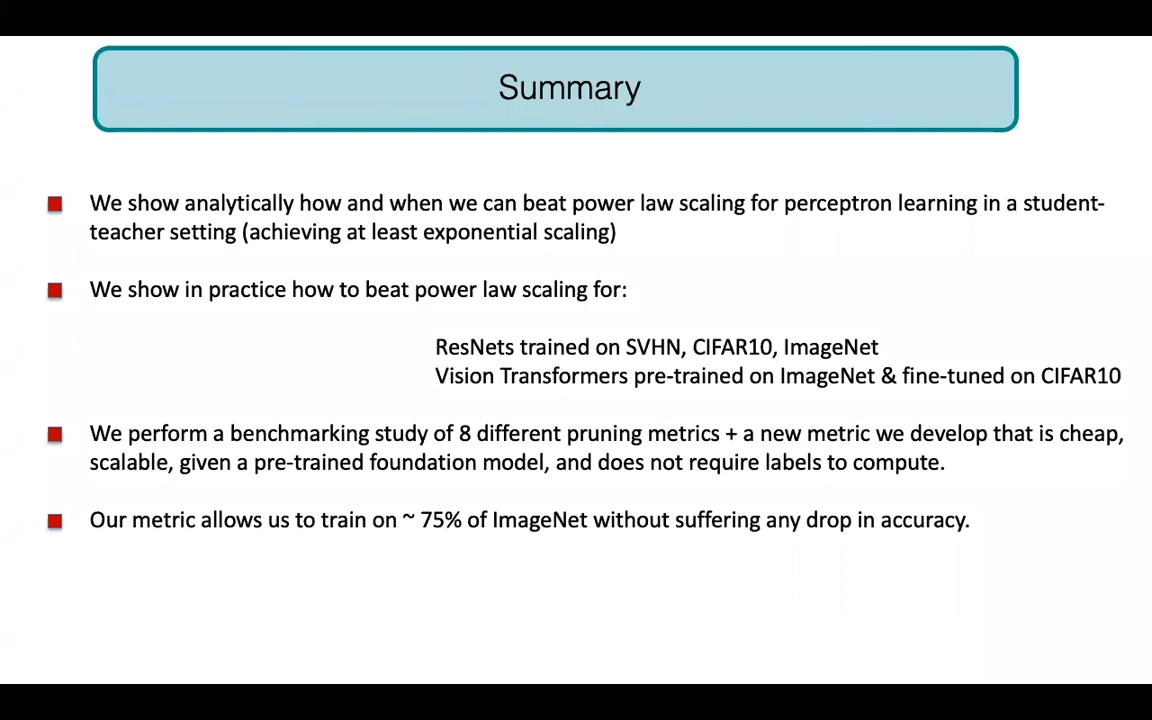 Summary
We show analytically how and when we can beat power law scaling for perceptron learning in a student-
teacher setting (achieving at least exponential scaling)
We show in practice how to beat power law scaling for:
ResNets trained on SVHN, CIFAR10, ImageNet
Vision Transformers pre-trained on ImageNet & fine-tuned on CIFAR10
We perform a benchmarking study of 8 different pruning metrics + a new metric we develop that is cheap,
scalable, given a pre-trained foundation model, and does not require labels to compute.
Our metric allows us to train on ~ 75% of ImageNet without suffering any drop in accuracy.